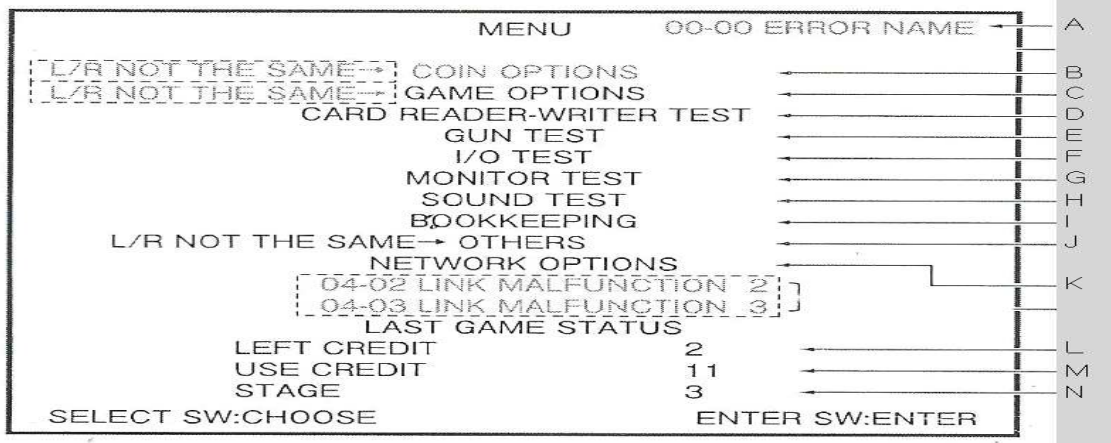 MENU 00-00 ERROR NAME A
L/R NOT THE SAME→ COIN OPTIONS B
L/R NOT THE SAME→ GAME OPTIONS C
CARD READER-WRITER TEST D
GUN TEST E
I/O TEST F
MONITOR TEST G
SOUND TEST H
BOOKKEEPING I
L/R NOT THE SAME→ OTHERS J
NETWORK OPTIONS
04-02 LINK MALFUNCTION 2 K
04-03 LINK MALFUNCTION 3
LAST GAME STATUS
LEFT CREDIT 2 L
USE CREDIT 11 M
STAGE 3 N
SELECT SW:CHOOSE ENTER SW:ENTER